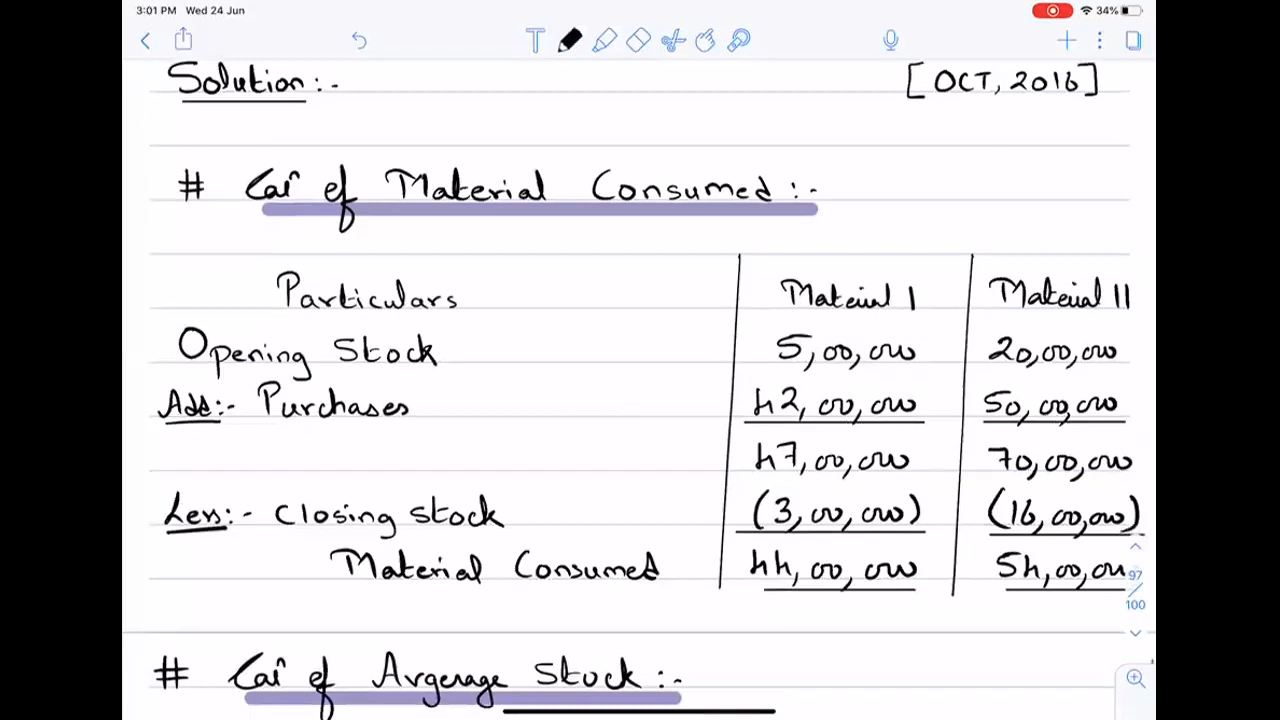 3:01 PM Wed 24 Jun 34%
Solution:- [OCT, 2016]
# Calⁿ of Material Consumed:-
Particulars Material I Material II
Opening Stock 5,00,000 20,00,000
Add:- Purchases 42,00,000 50,00,000
47,00,000 70,00,000
Less:- Closing stock (3,00,000) (16,00,000)
Material Consumed 44,00,000 54,00,000
97/100
# Calⁿ of Argerage Stock:-